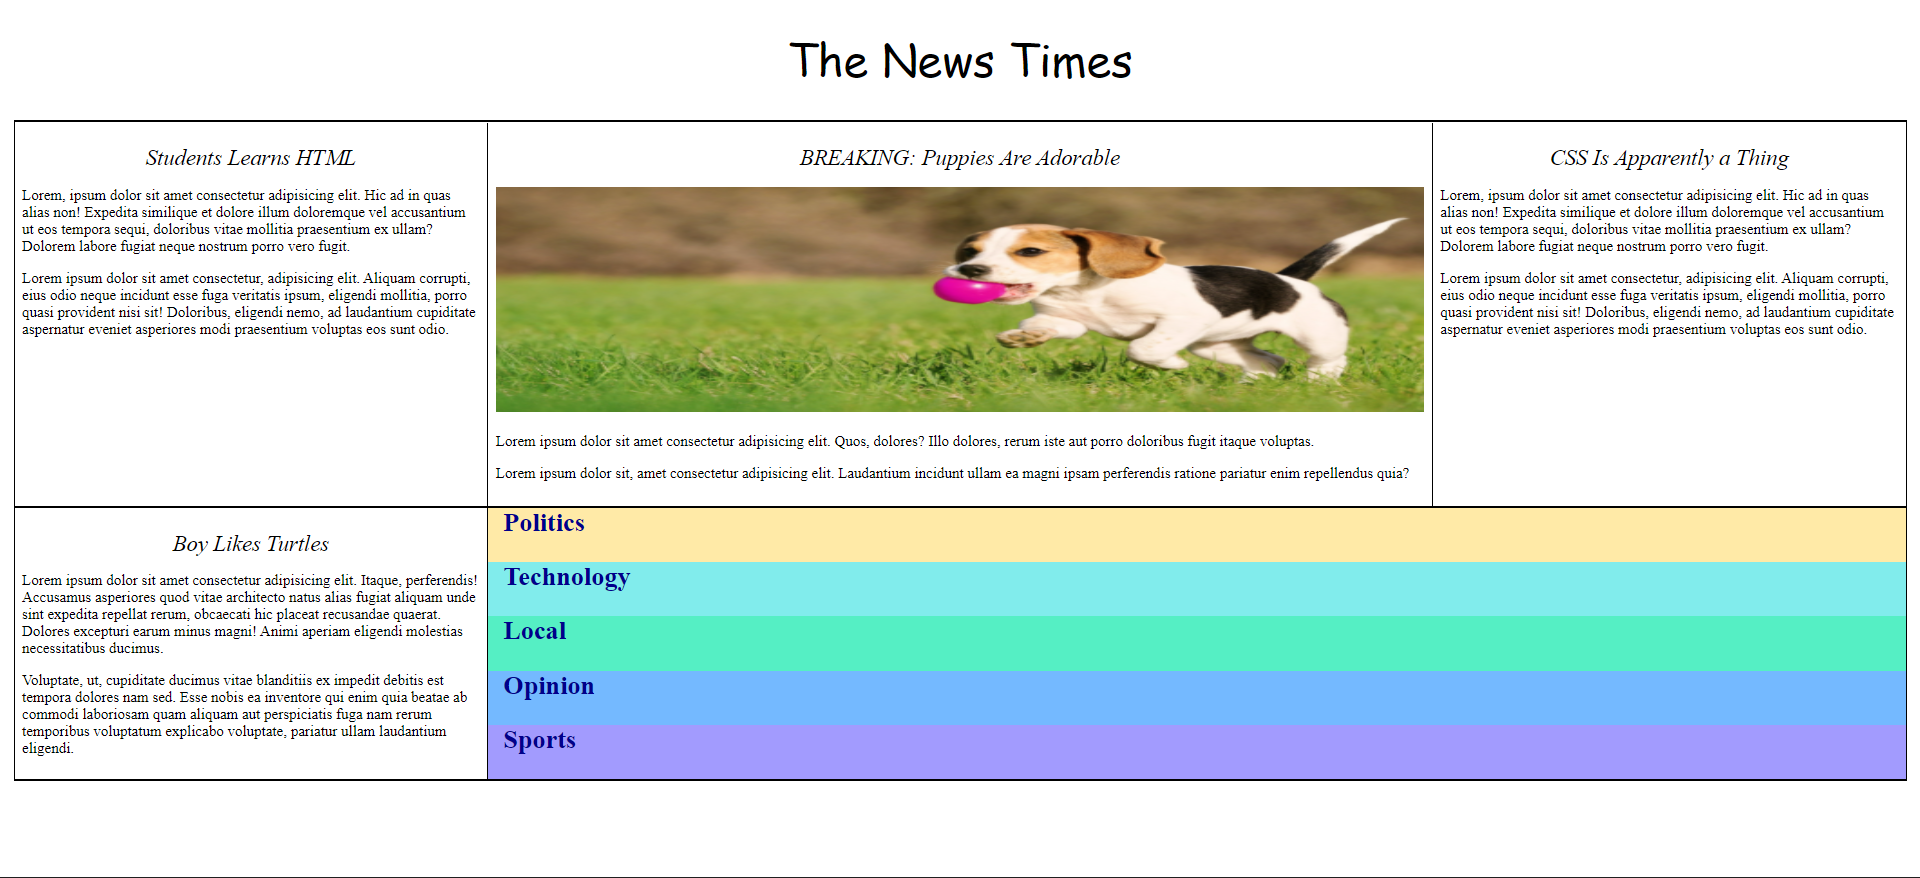 The News Times
Students Learns HTML
Lorem, ipsum dolor sit amet consectetur adipisicing elit. Hic ad in quas
alias non! Expedita similique et dolore illum doloremque vel accusantium
ut eos tempora sequi, doloribus vitae mollitia praesentium ex ullam?
Dolorem labore fugiat neque nostrum porro vero fugit.
Lorem ipsum dolor sit amet consectetur, adipisicing elit. Aliquam corrupti,
eius odio neque incidunt esse fuga veritatis ipsum, eligendi mollitia, porro
quasi provident nisi sit! Doloribus, eligendi nemo, ad laudantium cupiditate
aspernatur eveniet asperiores modi praesentium voluptas eos sunt odio.
BREAKING: Puppies Are Adorable
Lorem ipsum dolor sit amet consectetur adipisicing elit. Quos, dolores? Illo dolores, rerum iste aut porro doloribus fugit itaque voluptas.
Lorem ipsum dolor sit, amet consectetur adipisicing elit. Laudantium incidunt ullam ea magni ipsam perferendis ratione pariatur enim repellendus quia?
CSS Is Apparently a Thing
Lorem, ipsum dolor sit amet consectetur adipisicing elit. Hic ad in quas
alias non! Expedita similique et dolore illum doloremque vel accusantium
ut eos tempora sequi, doloribus vitae mollitia praesentium ex ullam?
Dolorem labore fugiat neque nostrum porro vero fugit.
Lorem ipsum dolor sit amet consectetur, adipisicing elit. Aliquam corrupti,
eius odio neque incidunt esse fuga veritatis ipsum, eligendi mollitia, porro
quasi provident nisi sit! Doloribus, eligendi nemo, ad laudantium cupiditate
aspernatur eveniet asperiores modi praesentium voluptas eos sunt odio.
Boy Likes Turtles
Lorem ipsum dolor sit amet consectetur adipisicing elit. Itaque, perferendis!
Accusamus asperiores quod vitae architecto natus alias fugiat aliquam unde
sint expedita repellat rerum, obcaecati hic placeat recusandae quaerat.
Dolores excepturi earum minus magni! Animi aperiam eligendi molestias
necessitatibus ducimus.
Voluptate, ut, cupiditate ducimus vitae blanditiis ex impedit debitis est
tempora dolores nam sed. Esse nobis ea inventore qui enim quia beatae ab
commodi laboriosam quam aliquam aut perspiciatis fuga nam rerum
temporibus voluptatum explicabo voluptate, pariatur ullam laudantium
eligendi.
Politics
Technology
Local
Opinion
Sports